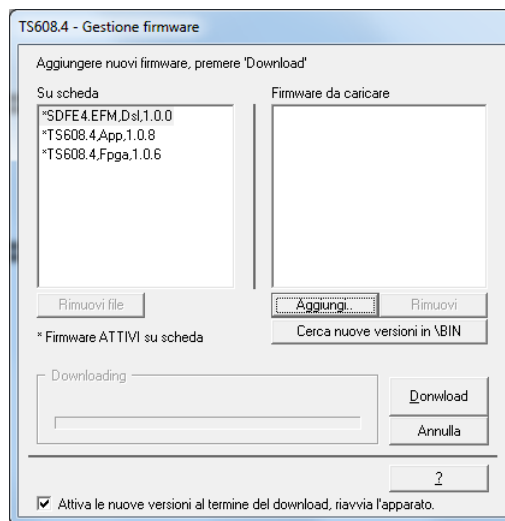 TS608.4 - Gestione firmware
Aggiungere nuovi firmware, premere 'Download'
Su scheda
Firmware da caricare
*SDFE4.EFM,Dsl,1.0.0
*TS608.4,App,1.0.8
*TS608.4,Fpga,1.0.6
Rimuovi file
Aggiungi..
Rimuovi
* Firmware ATTIVI su scheda
Cerca nuove versioni in \BIN
Downloading
Donwload
Annulla
?
Attiva le nuove versioni al termine del download, riavvia l'apparato.